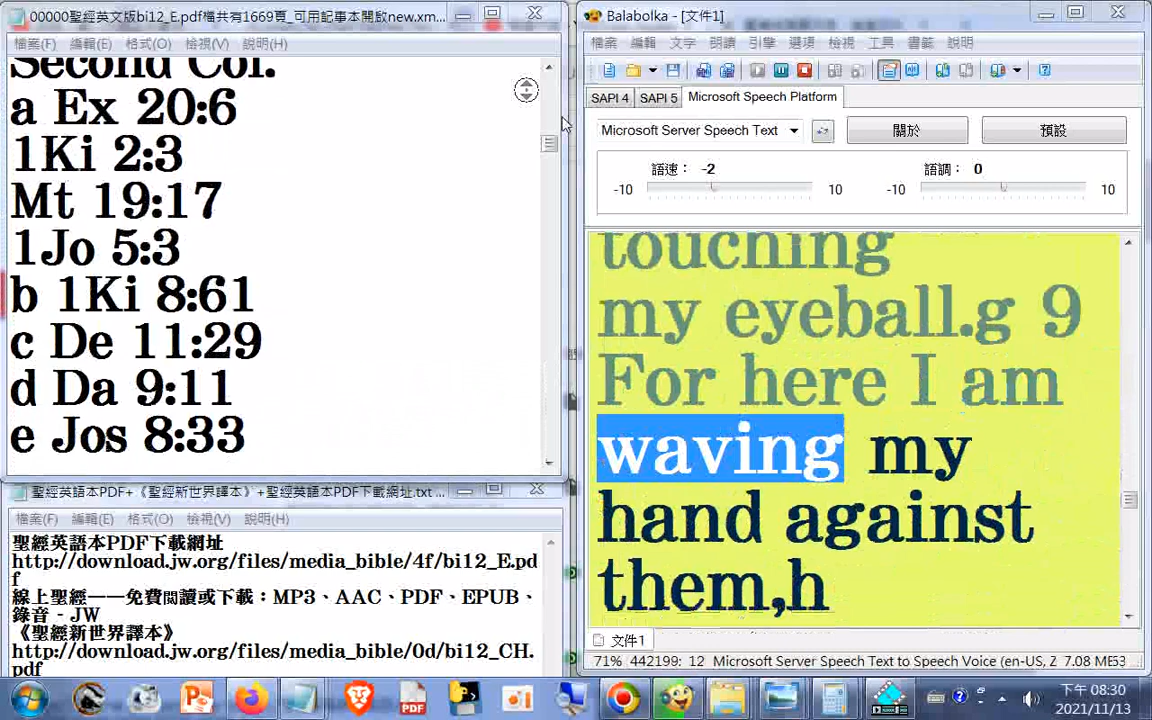 00000聖經英文版bi12_E.pdf檔共有1669頁_可用記事本開啟new.xm...
檔案(F) 編輯(E) 格式(O) 檢視(V) 說明(H)
Second Col.
a Ex 20:6
1Ki 2:3
Mt 19:17
1Jo 5:3
b 1Ki 8:61
c De 11:29
d Da 9:11
e Jos 8:33
聖經英語本PDF+《聖經新世界譯本》+聖經英語本PDF下載網址.txt ...
檔案(F) 編輯(E) 格式(O) 檢視(V) 說明(H)
聖經英語本PDF下載網址
http://download.jw.org/files/media_bible/4f/bi12_E.pd
f
線上聖經——免費閱讀或下載：MP3、AAC、PDF、EPUB、
錄音 - JW
《聖經新世界譯本》
http://download.jw.org/files/media_bible/0d/bi12_CH.
pdf
Balabolka - [文件1]
檔案 編輯 文字 朗讀 引擎 選項 檢視 工具 書籤 說明
SAPI 4 SAPI 5 Microsoft Speech Platform
Microsoft Server Speech Text 關於 預設
語速： -2 語調： 0
-10 10 -10 10
touching
my eyeball.g 9
For here I am
waving my
hand against
them,h
文件1
71% 442199: 12 Microsoft Server Speech Text to Speech Voice (en-US, Z 7.08 ME53
PDF
下午 08:30
2021/11/13